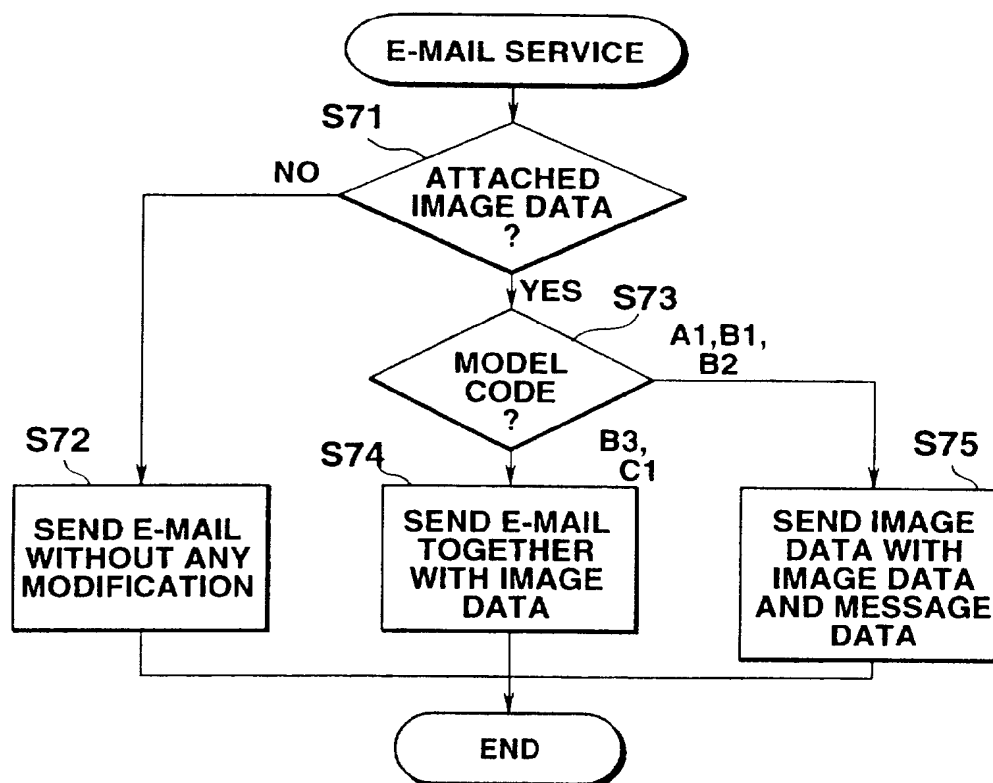 E-MAIL SERVICE
S71
NO
ATTACHED
IMAGE DATA
?
YES
S73
A1,B1,
B2
MODEL
CODE
?
S72
S74
B3,
C1
S75
SEND E-MAIL
WITHOUT ANY
MODIFICATION
SEND E-MAIL
TOGETHER
WITH IMAGE
DATA
SEND IMAGE
DATA WITH
IMAGE DATA
AND MESSAGE
DATA
END